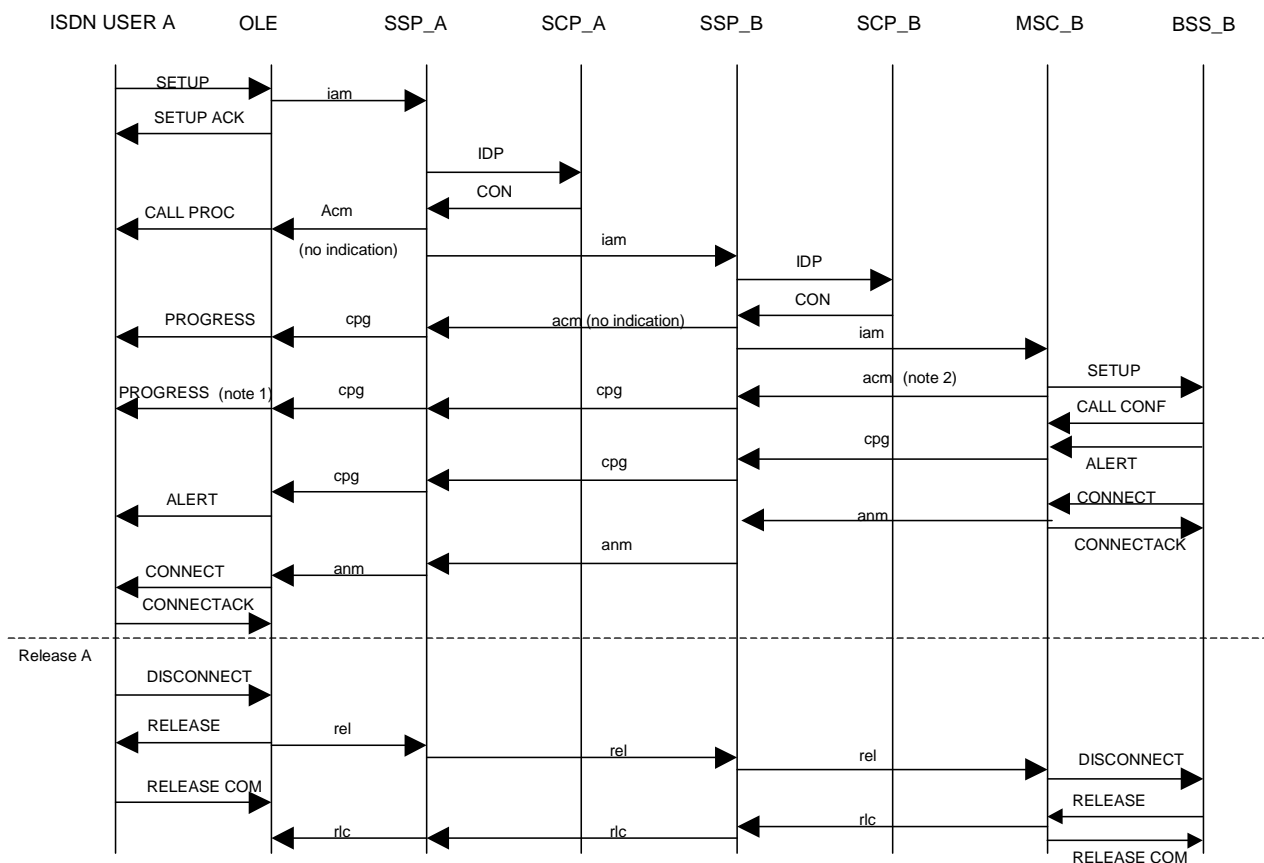 ISDN USER A OLE SSP_A SCP_A SSP_B SCP_B MSC_B BSS_B
SETUP
iam
SETUP ACK
IDP
CON
CALL PROC Acm
(no indication) iam
IDP
CON
PROGRESS cpg acm (no indication)
iam
SETUP
acm (note 2)
PROGRESS (note 1) cpg cpg
CALL CONF
cpg
ALERT
cpg
cpg
ALERT
CONNECT
anm
CONNECTACK
anm
CONNECT anm
CONNECTACK
Release A
DISCONNECT
RELEASE rel
rel
rel
DISCONNECT
RELEASE COM
RELEASE
rlc rlc rlc
RELEASE COM